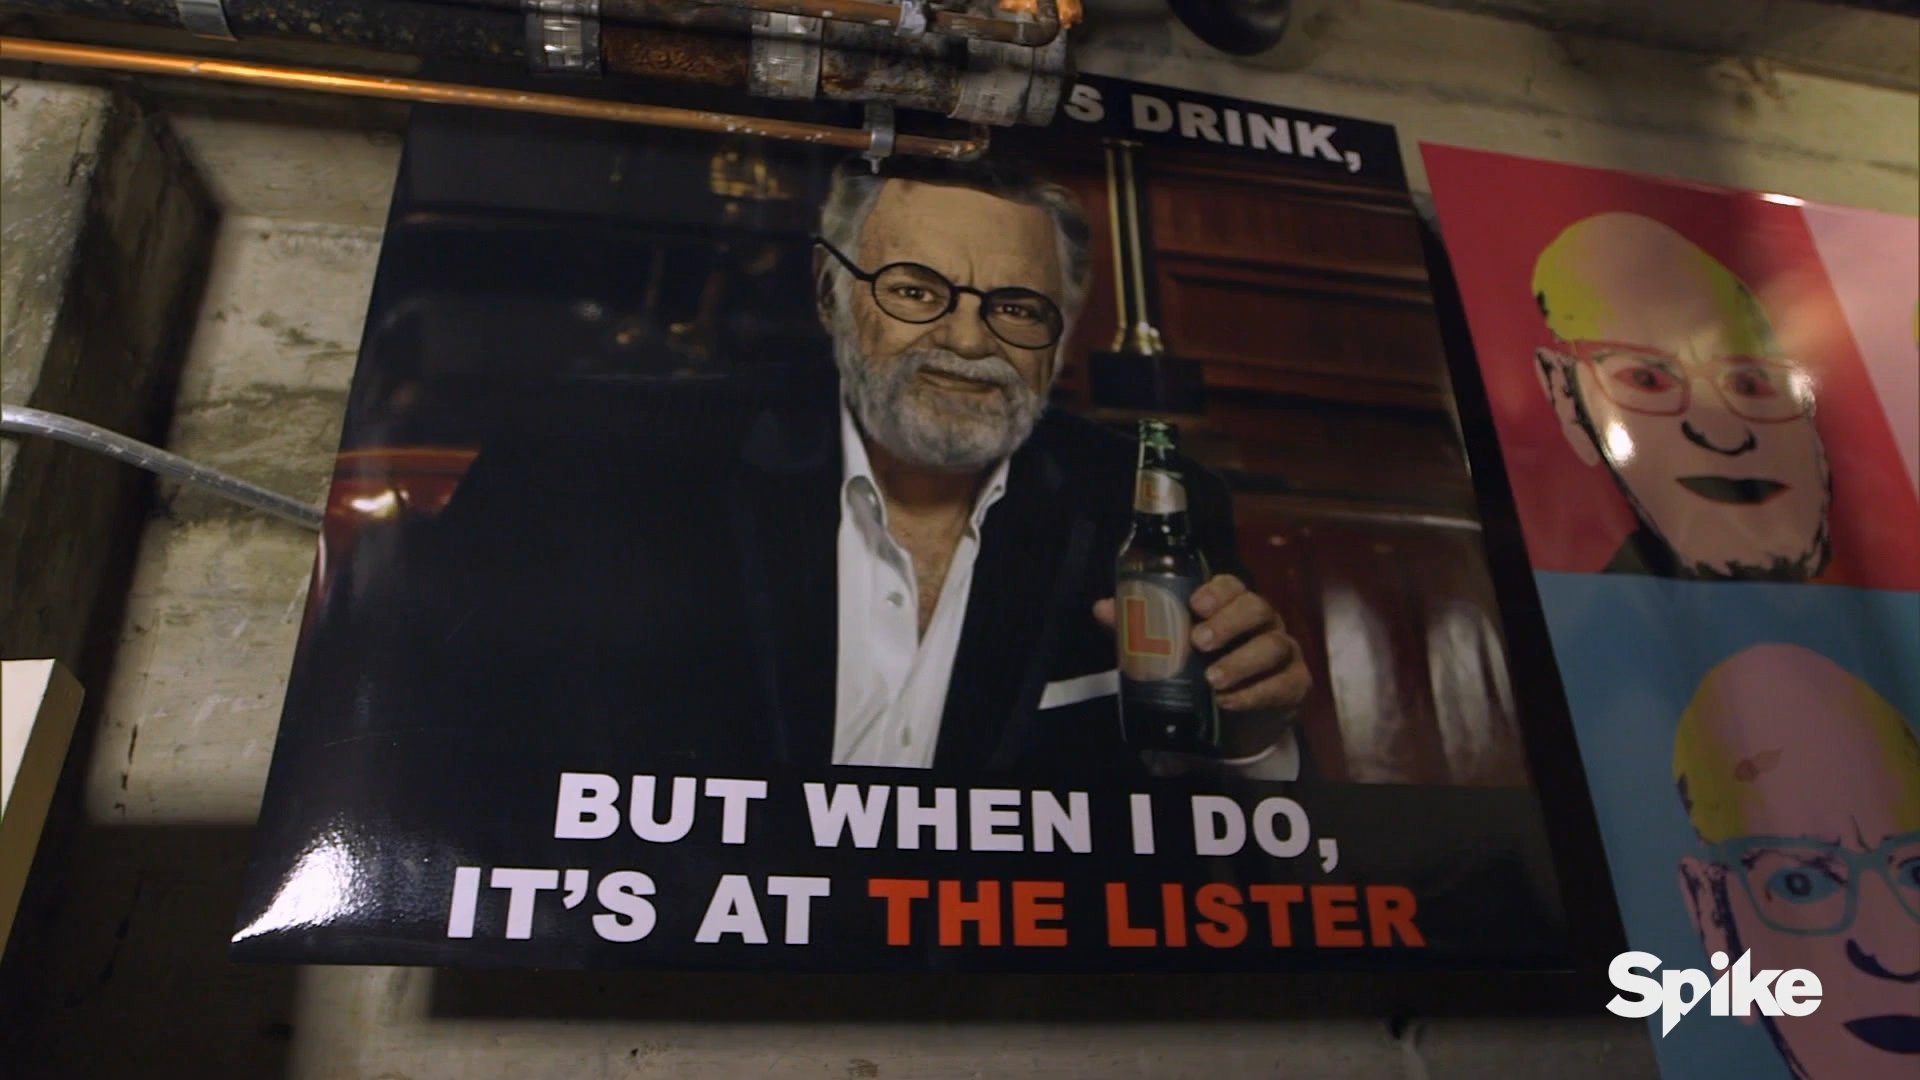 S DRINK,
L
L
BUT WHEN I DO,
IT'S AT THE LISTER
Spike